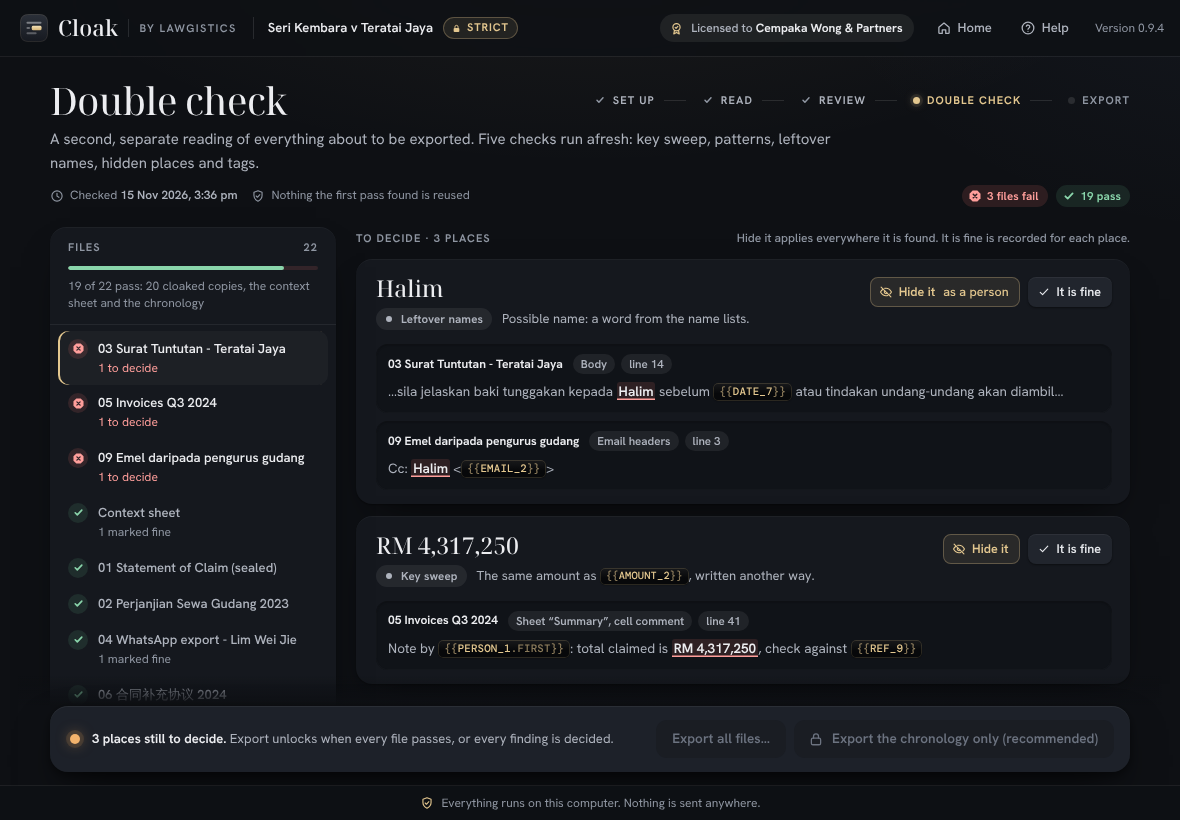 Cloak BY LAWGISTICS Seri Kembara v Teratai Jaya STRICT Licensed to Cempaka Wong & Partners Home Help Version 0.9.4
Double check
SET UP READ REVIEW DOUBLE CHECK EXPORT
A second, separate reading of everything about to be exported. Five checks run afresh: key sweep, patterns, leftover
names, hidden places and tags.
Checked 15 Nov 2026, 3:36 pm Nothing the first pass found is reused
3 files fail 19 pass
FILES 22
19 of 22 pass: 20 cloaked copies, the context
sheet and the chronology
03 Surat Tuntutan - Teratai Jaya
1 to decide
05 Invoices Q3 2024
1 to decide
09 Emel daripada pengurus gudang
1 to decide
Context sheet
1 marked fine
01 Statement of Claim (sealed)
02 Perjanjian Sewa Gudang 2023
04 WhatsApp export - Lim Wei Jie
1 marked fine
06 合同补充协议 2024
TO DECIDE · 3 PLACES
Hide it applies everywhere it is found. It is fine is recorded for each place.
Halim
Hide it as a person It is fine
Leftover names Possible name: a word from the name lists.
03 Surat Tuntutan - Teratai Jaya Body line 14
...sila jelaskan baki tunggakan kepada Halim sebelum {{DATE_7}} atau tindakan undang-undang akan diambil...
09 Emel daripada pengurus gudang Email headers line 3
Cc: Halim <{{EMAIL_2}}>
RM 4,317,250
Hide it It is fine
Key sweep The same amount as {{AMOUNT_2}}, written another way.
05 Invoices Q3 2024 Sheet “Summary”, cell comment line 41
Note by {{PERSON_1.FIRST}}: total claimed is RM 4,317,250, check against {{REF_9}}
3 places still to decide. Export unlocks when every file passes, or every finding is decided.
Export all files... Export the chronology only (recommended)
Everything runs on this computer. Nothing is sent anywhere.